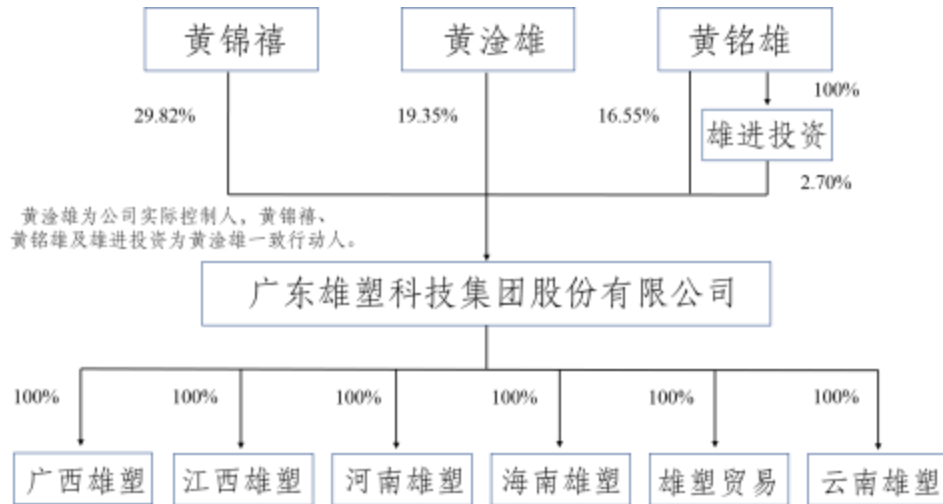 黄锦禧
黄淦雄
黄铭雄
29.82%
19.35%
16.55%
100%
雄进投资
2.70%
黄淦雄为公司实际控制人，黄锦禧、
黄铭雄及雄进投资为黄淦雄一致行动人。
广东雄塑科技集团股份有限公司
100%
100%
100%
100%
100%
100%
广西雄塑
江西雄塑
河南雄塑
海南雄塑
雄塑贸易
云南雄塑